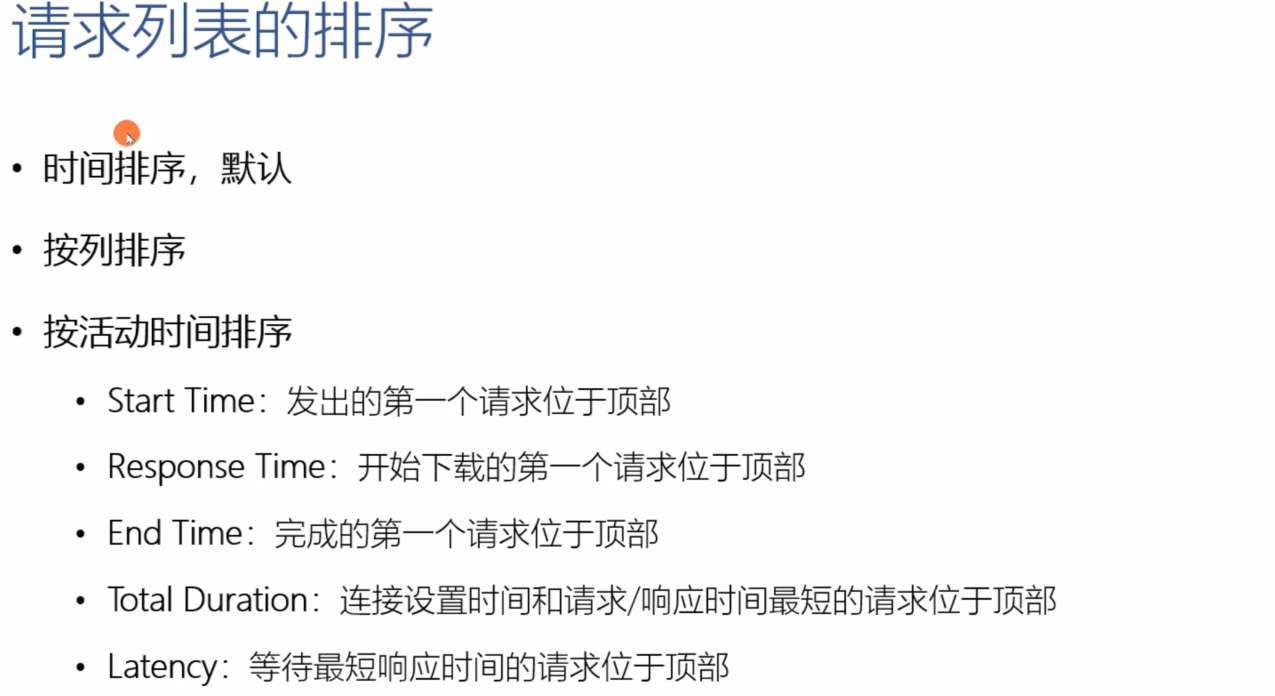 请求列表的排序
• 时间排序，默认
• 按列排序
• 按活动时间排序
• Start Time：发出的第一个请求位于顶部
• Response Time：开始下载的第一个请求位于顶部
• End Time：完成的第一个请求位于顶部
• Total Duration：连接设置时间和请求/响应时间最短的请求位于顶部
• Latency：等待最短响应时间的请求位于顶部